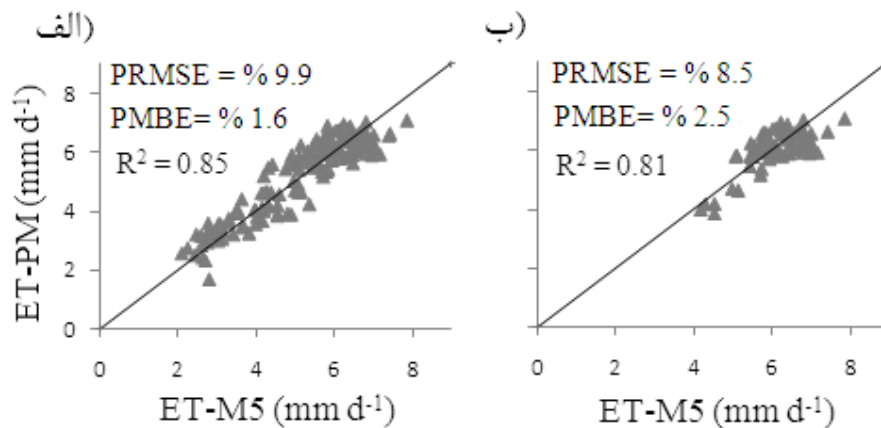 الف)
PRMSE = % 9.9
PMBE= % 1.6
R² = 0.85
ET-PM (mm d⁻¹)
8
6
4
2
0
0 2 4 6 8
ET-M5 (mm d⁻¹)
ب)
PRMSE = % 8.5
PMBE= % 2.5
R² = 0.81
0 2 4 6 8
ET-M5 (mm d⁻¹)